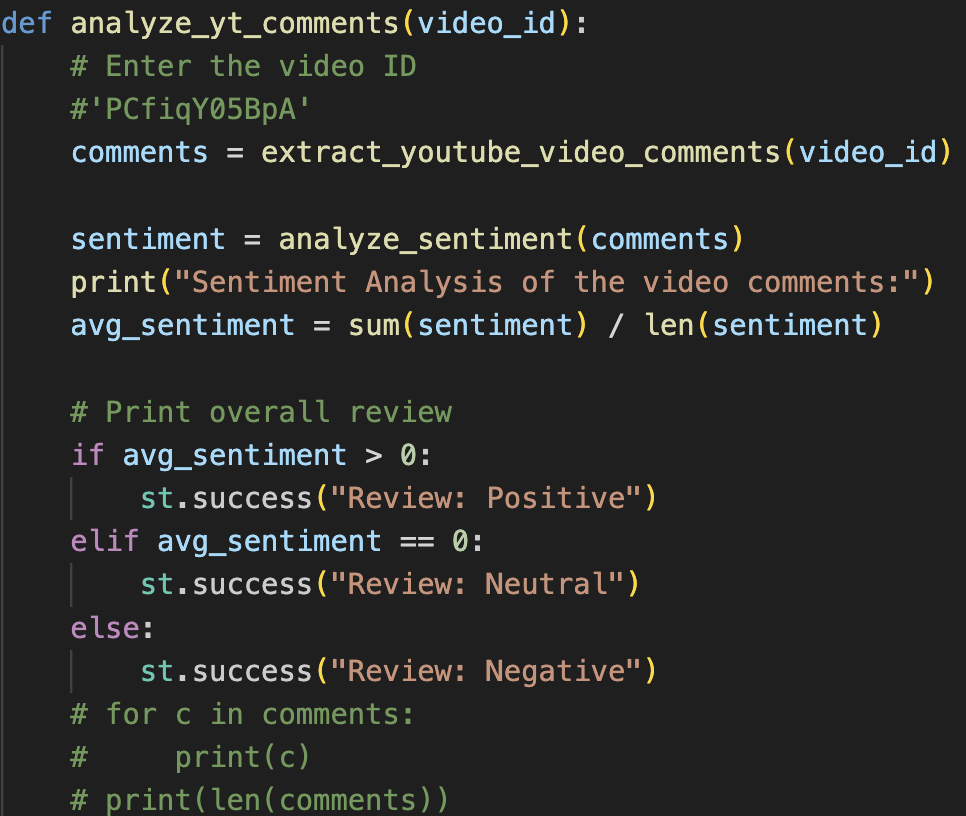 def analyze_yt_comments(video_id):
    # Enter the video ID
    #'PCfiqY05BpA'
    comments = extract_youtube_video_comments(video_id)

    sentiment = analyze_sentiment(comments)
    print("Sentiment Analysis of the video comments:")
    avg_sentiment = sum(sentiment) / len(sentiment)

    # Print overall review
    if avg_sentiment > 0:
        st.success("Review: Positive")
    elif avg_sentiment == 0:
        st.success("Review: Neutral")
    else:
        st.success("Review: Negative")
    # for c in comments:
    #     print(c)
    # print(len(comments))